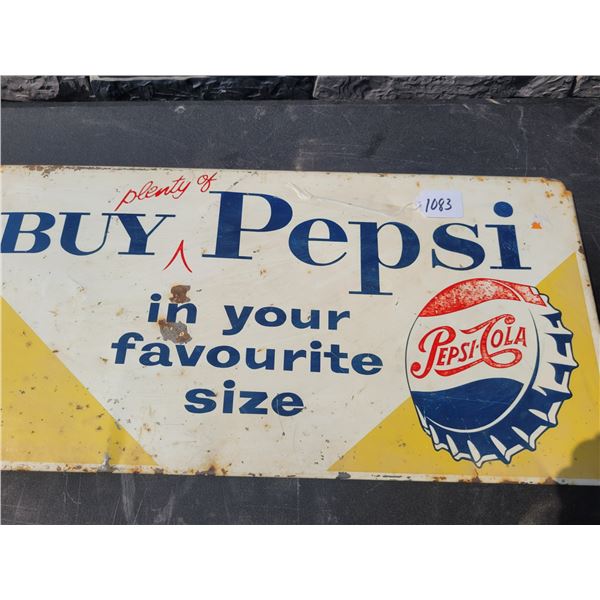 plenty of
BUY Pepsi
1083
in your
favourite
size
PEPSI-COLA